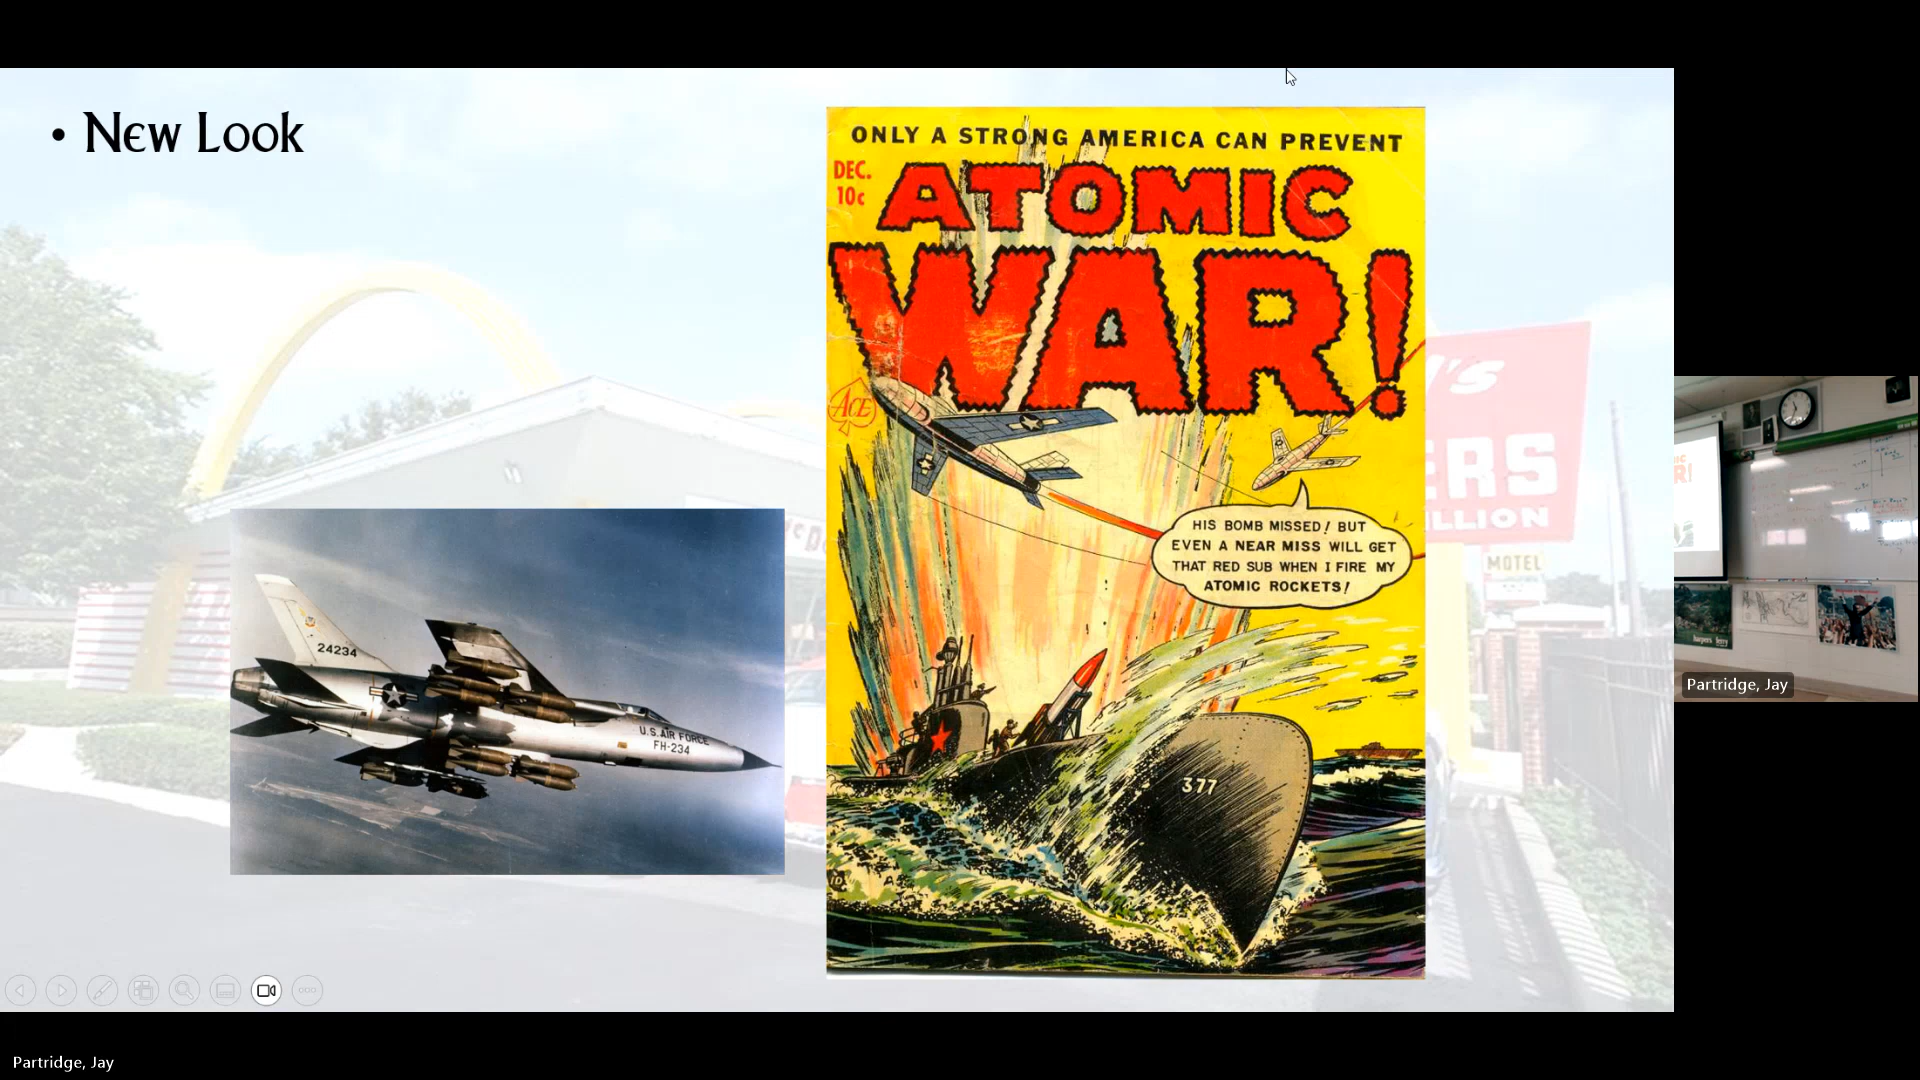 • New Look
ONLY A STRONG AMERICA CAN PREVENT
DEC.
10c
ATOMIC
WAR!
ACE
HIS BOMB MISSED! BUT
EVEN A NEAR MISS WILL GET
THAT RED SUB WHEN I FIRE MY
ATOMIC ROCKETS!
377
24234
U.S. AIR FORCE
FH-234
'S
ERS
ILLION
MOTEL
Partridge, Jay
Partridge, Jay